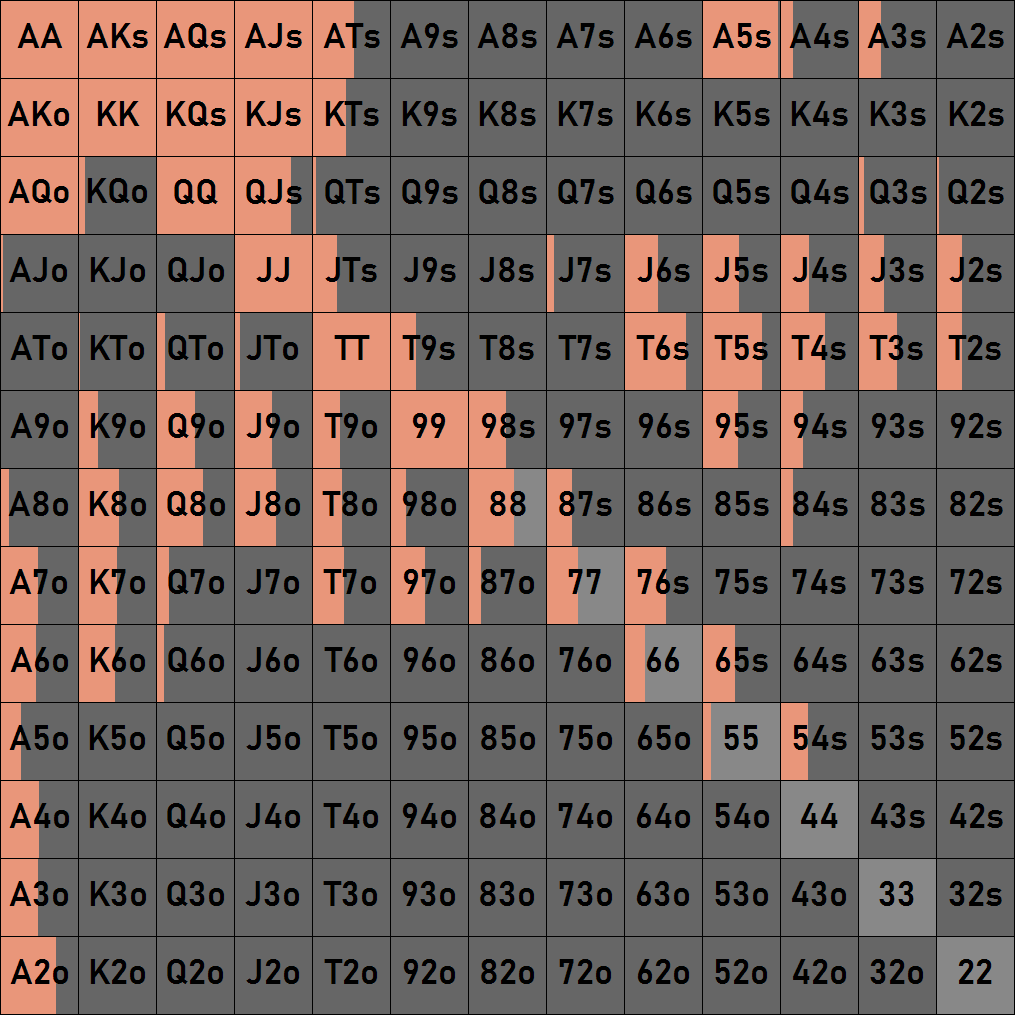 AA AKs AQs AJs ATs A9s A8s A7s A6s A5s A4s A3s A2s
AKo KK KQs KJs KTs K9s K8s K7s K6s K5s K4s K3s K2s
AQo KQo QQ QJs QTs Q9s Q8s Q7s Q6s Q5s Q4s Q3s Q2s
AJo KJo QJo JJ JTs J9s J8s J7s J6s J5s J4s J3s J2s
ATo KTo QTo JTo TT T9s T8s T7s T6s T5s T4s T3s T2s
A9o K9o Q9o J9o T9o 99 98s 97s 96s 95s 94s 93s 92s
A8o K8o Q8o J8o T8o 98o 88 87s 86s 85s 84s 83s 82s
A7o K7o Q7o J7o T7o 97o 87o 77 76s 75s 74s 73s 72s
A6o K6o Q6o J6o T6o 96o 86o 76o 66 65s 64s 63s 62s
A5o K5o Q5o J5o T5o 95o 85o 75o 65o 55 54s 53s 52s
A4o K4o Q4o J4o T4o 94o 84o 74o 64o 54o 44 43s 42s
A3o K3o Q3o J3o T3o 93o 83o 73o 63o 53o 43o 33 32s
A2o K2o Q2o J2o T2o 92o 82o 72o 62o 52o 42o 32o 22